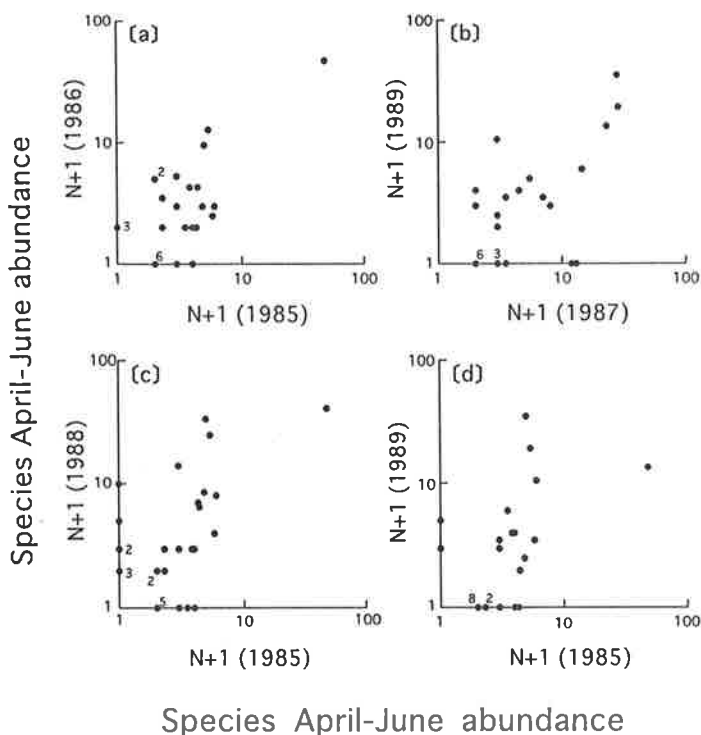 Species April-June abundance
(a)
N+1 (1986)
100
10
1
2
3
6
1 10 100
N+1 (1985)
(b)
N+1 (1989)
100
10
1
6 3
1 10 100
N+1 (1987)
(c)
N+1 (1988)
100
10
1
2
3
2
5
1 10 100
N+1 (1985)
(d)
N+1 (1989)
100
10
1
8 2
1 10 100
N+1 (1985)
Species April-June abundance